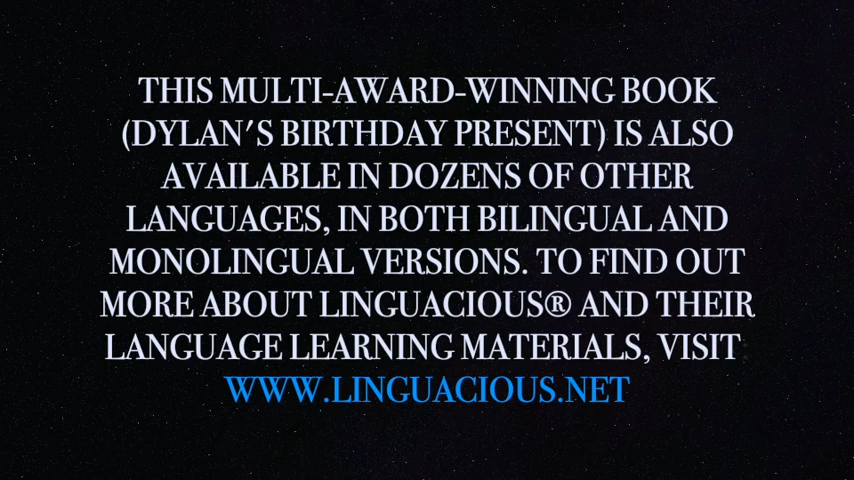 THIS MULTI-AWARD-WINNING BOOK
(DYLAN'S BIRTHDAY PRESENT) IS ALSO
AVAILABLE IN DOZENS OF OTHER
LANGUAGES, IN BOTH BILINGUAL AND
MONOLINGUAL VERSIONS. TO FIND OUT
MORE ABOUT LINGUACIOUS® AND THEIR
LANGUAGE LEARNING MATERIALS, VISIT
WWW.LINGUACIOUS.NET